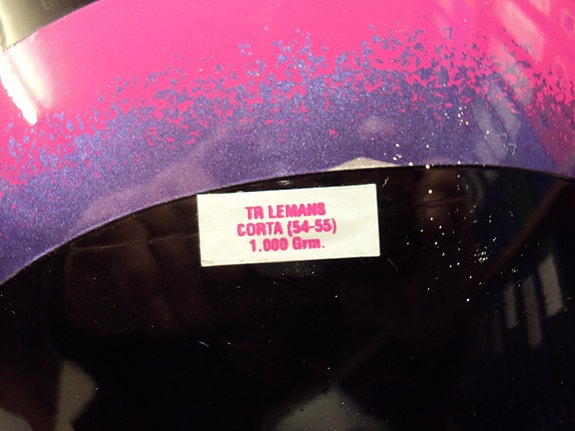 TR LEMANS
CORTA (54-55)
1.000 Grm.